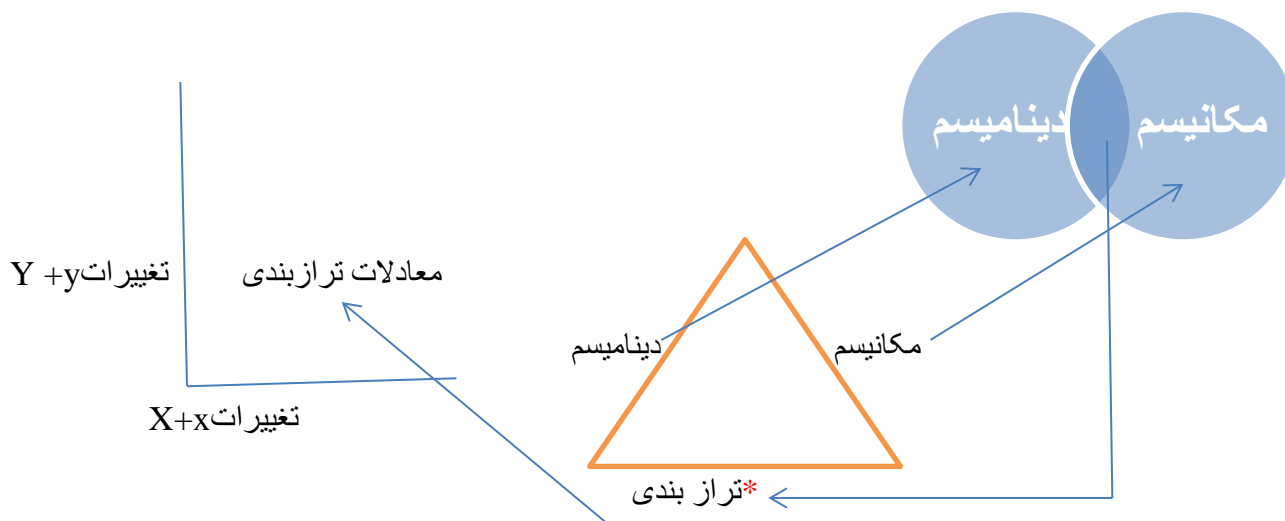 مکانیسم
دینامیسم
معادلات ترازبندی
Y +yتغییرات
مکانیسم
دینامیسم
X+xتغییرات
*تراز بندی